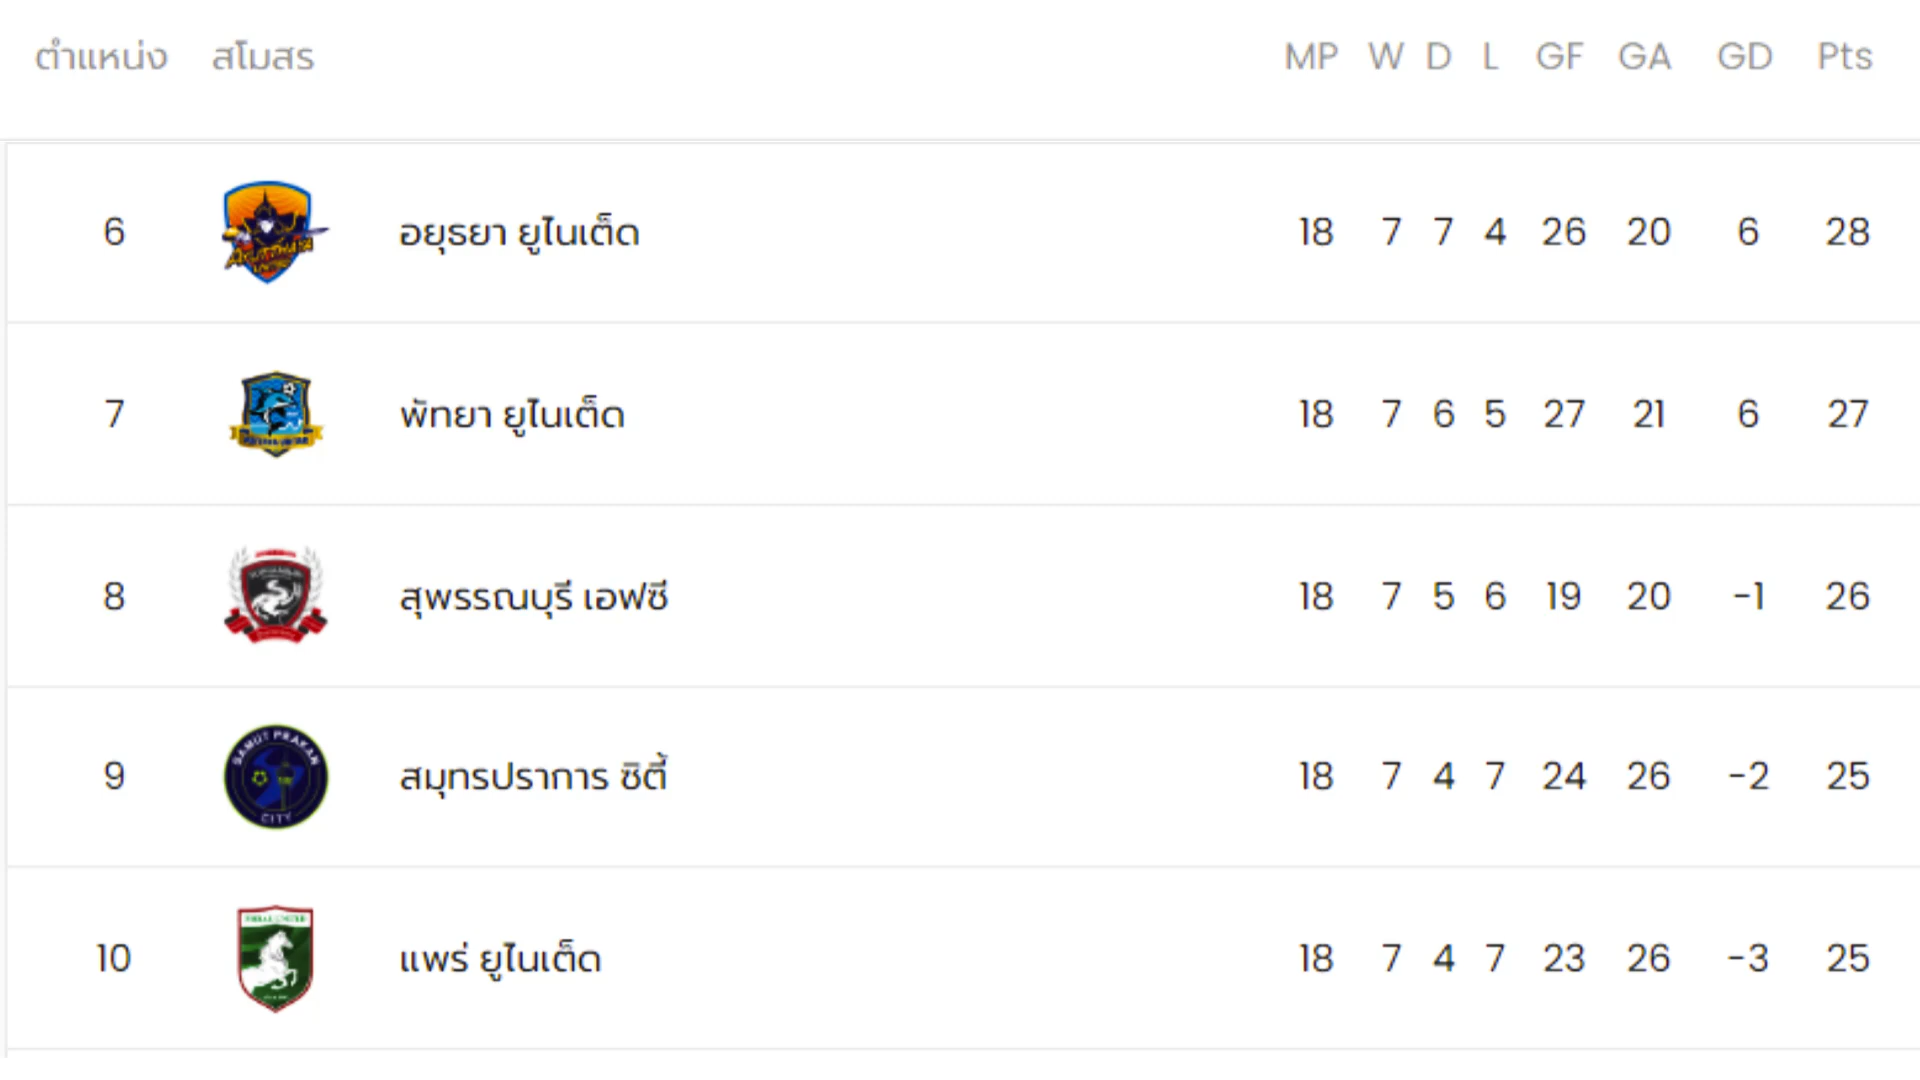 ตำแหน่ง สโมสร MP W D L GF GA GD Pts
6 อยุธยา ยูไนเต็ด 18 7 7 4 26 20 6 28
7 พัทยา ยูไนเต็ด 18 7 6 5 27 21 6 27
8 สุพรรณบุรี เอฟซี 18 7 5 6 19 20 -1 26
SAMUT PRAKAN
CITY
9 สมุทรปราการ ซิตี้ 18 7 4 7 24 26 -2 25
10 แพร่ ยูไนเต็ด 18 7 4 7 23 26 -3 25